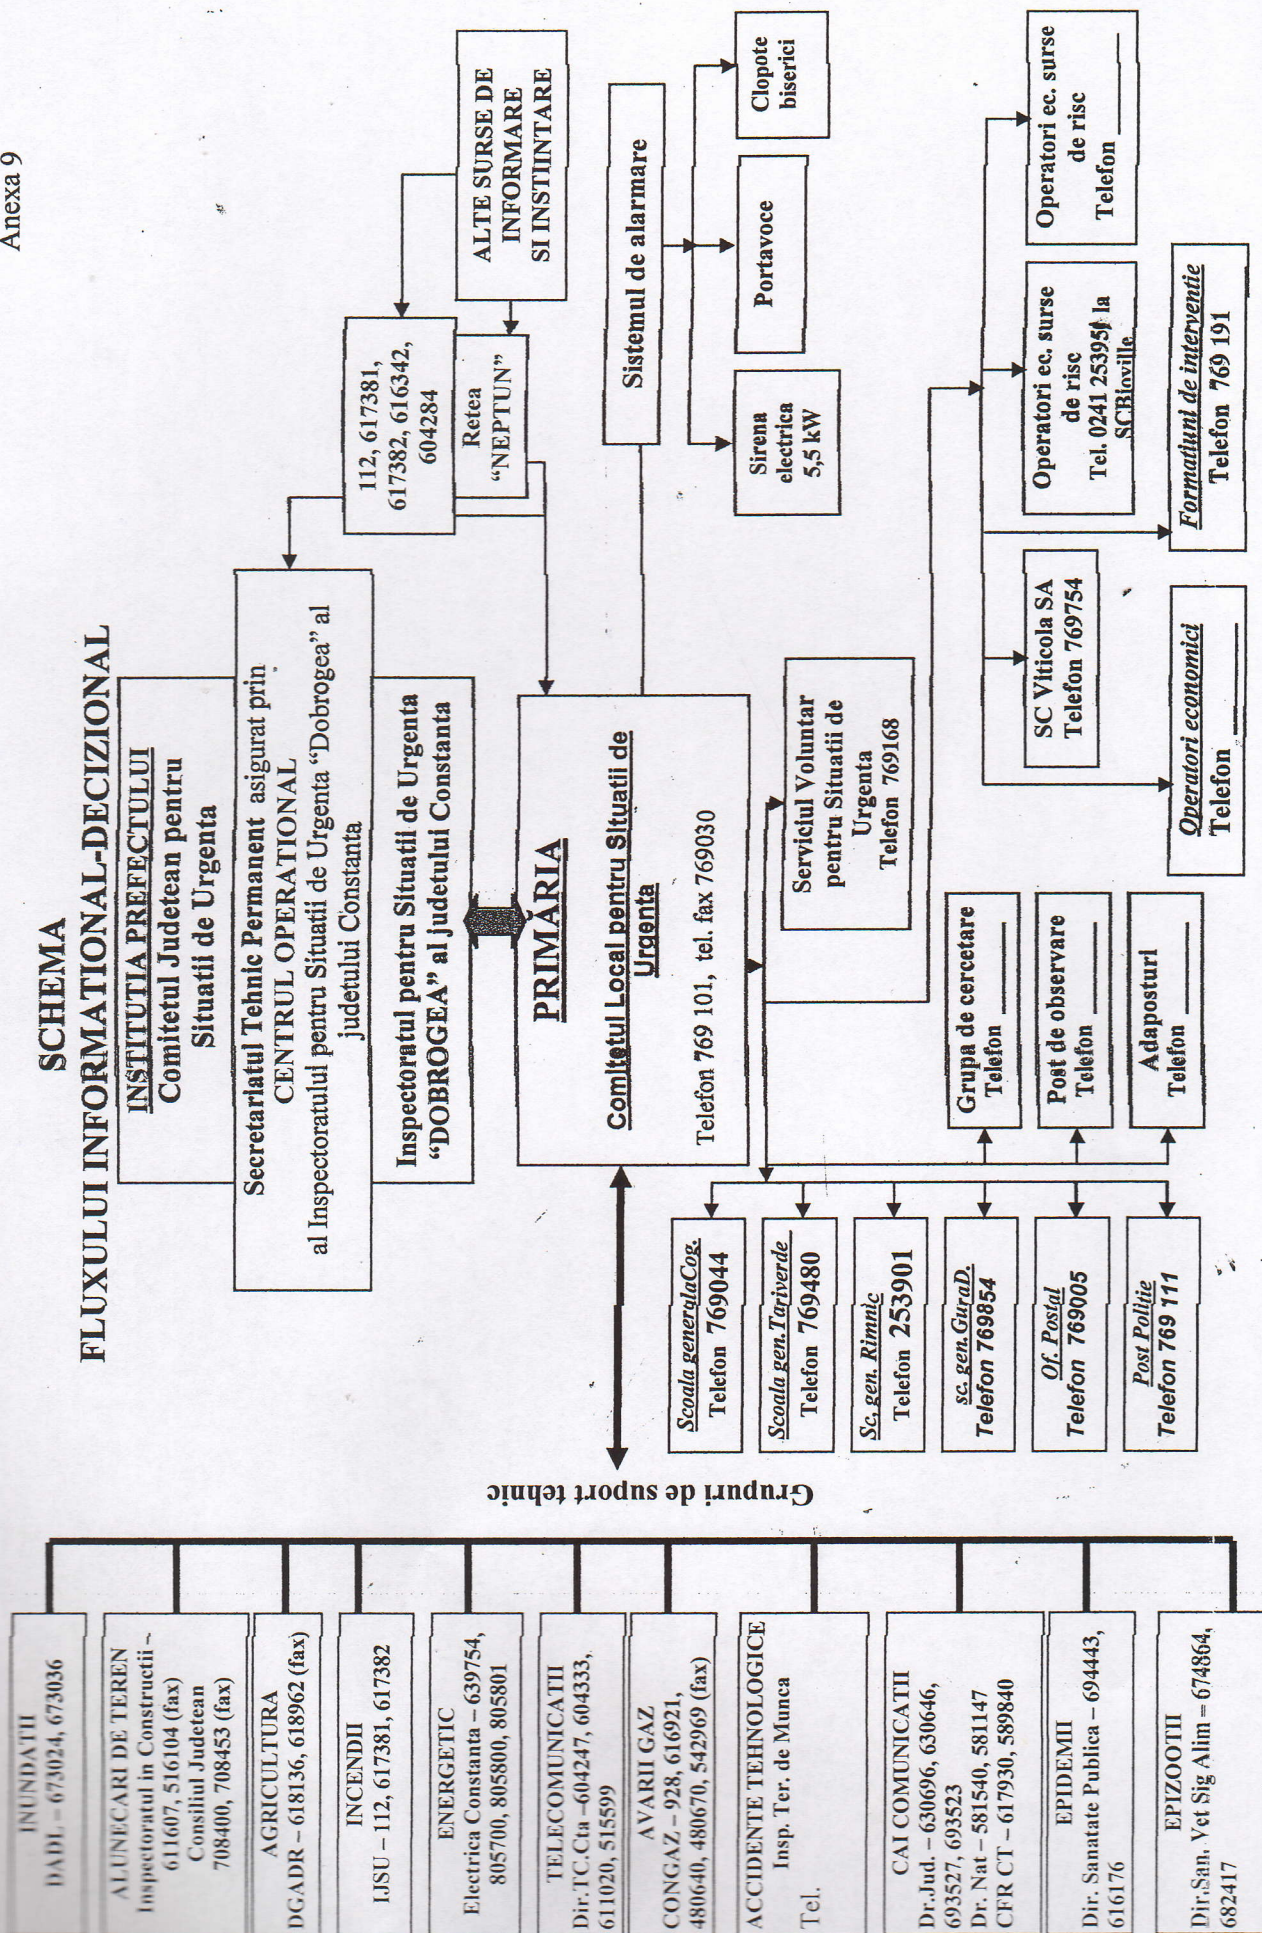 Anexa 9
SCHEMA
FLUXULUI INFORMATIONAL-DECIZIONAL
INSTITUTIA PREFECTULUI
Comitetul Judetean pentru
Situatii de Urgenta
Secretariatul Tehnic Permanent asigurat prin
CENTRUL OPERATIONAL
al Inspectoratului pentru Situatii de Urgenta “Dobrogea” al
judetului Constanta
Inspectoratul pentru Situatii de Urgenta
“DOBROGEA” al judetului Constanta
112, 617381,
617382, 616342,
604284
Retea
“NEPTUN”
ALTE SURSE DE
INFORMARE
SI INSTIINTARE
PRIMĂRIA
Comitetul Local pentru Situatii de
Urgenta
Telefon 769 101, tel. fax 769030
Sistemul de alarmare
Sirena
electrica
5,5 kW
Portavoce
Clopote
biserici
Serviciul Voluntar
pentru Situatii de
Urgenta
Telefon 769168
Grupuri de suport tehnic
INUNDATII
DADL – 673024, 673036
ALUNECARI DE TEREN
Inspectoratul in Constructii –
611607, 516104 (fax)
Consiliul Judetean
708400, 708453 (fax)
AGRICULTURA
DGADR – 618136, 618962 (fax)
INCENDII
IJSU – 112, 617381, 617382
ENERGETIC
Electrica Constanta – 639754,
805700, 805800, 805801
TELECOMUNICATII
Dir.TC.Cta –604247, 604333,
611020, 515599
AVARII GAZ
CONGAZ – 928, 616921,
480640, 480670, 542969 (fax)
ACCIDENTE TEHNOLOGICE
Insp. Ter. de Munca
Tel.
CAI COMUNICATII
Dr.Jud. – 630696, 630646,
693527, 693523
Dr. Nat – 581540, 581147
CFR CT – 617930, 589840
EPIDEMII
Dir. Sanatate Publica – 694443,
616176
EPIZOOTII
Dir.San. Vet Sig Alim = 674864,
682417
Scoala generalaCog.
Telefon 769044
Scoala gen.Tariverde
Telefon 769480
Sc, gen. Rimnic
Telefon 253901
sc. gen.GuraD.
Telefon 769854
Of. Postal
Telefon 769005
Post Politie
Telefon 769 111
Grupa de cercetare
Telefon ________
Post de observare
Telefon ________
Adaposturi
Telefon ________
SC Viticola SA
Telefon 769754
Operatori ec. surse
de risc
Tel. 0241 253951 la
SCBioville
Operatori ec. surse
de risc
Telefon ________
Operatori economici
Telefon ________
Formatiuni de interventie
Telefon 769 191